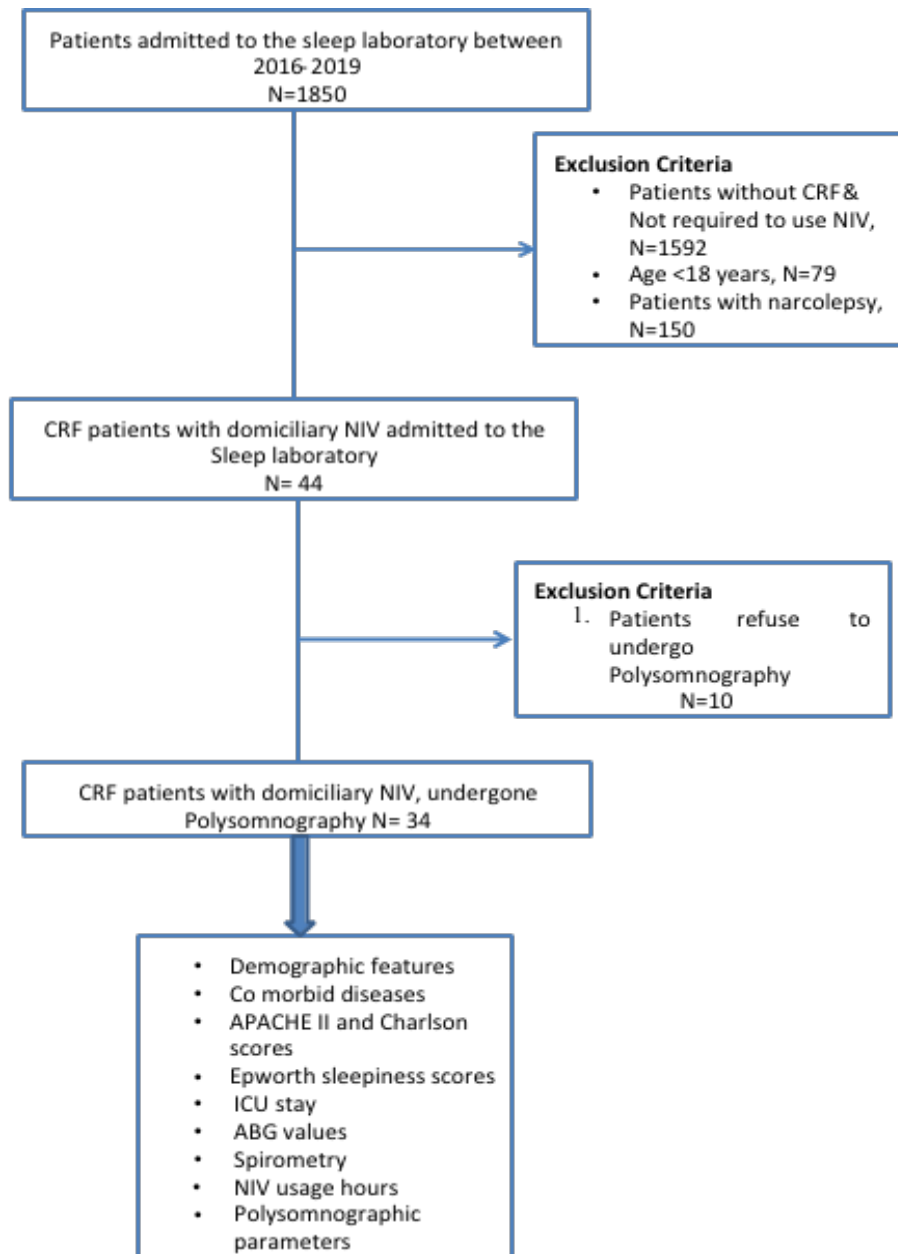 Patients admitted to the sleep laboratory between
2016-2019
N=1850
Exclusion Criteria
• Patients without CRF &
Not required to use NIV,
N=1592
• Age <18 years, N=79
• Patients with narcolepsy,
N=150
CRF patients with domiciliary NIV admitted to the
Sleep laboratory
N= 44
Exclusion Criteria
1. Patients refuse to
undergo
Polysomnography
N=10
CRF patients with domiciliary NIV, undergone
Polysomnography N= 34
• Demographic features
• Co morbid diseases
• APACHE II and Charlson
scores
• Epworth sleepiness scores
• ICU stay
• ABG values
• Spirometry
• NIV usage hours
• Polysomnographic
parameters